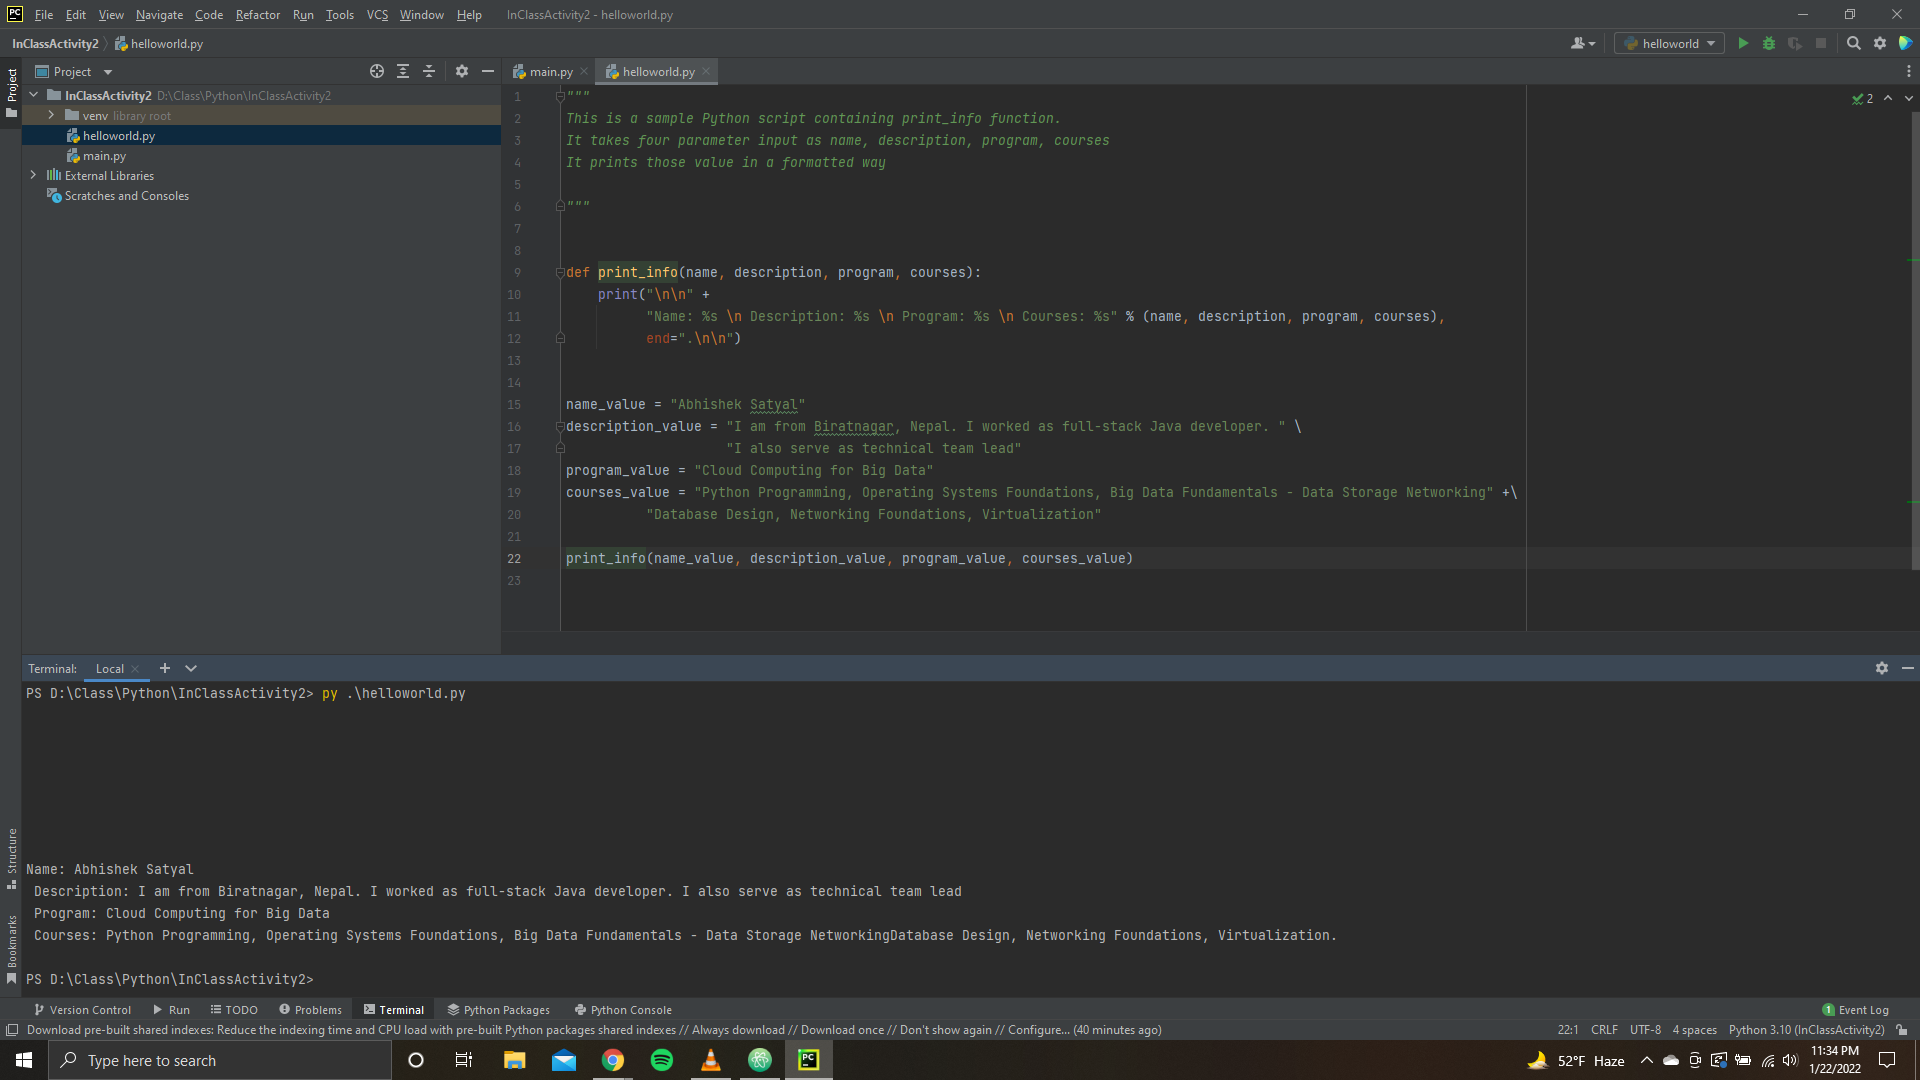 PC File Edit View Navigate Code Refactor Run Tools VCS Window Help InClassActivity2 - helloworld.py
InClassActivity2 helloworld.py helloworld
Project
Project
main.py helloworld.py
InClassActivity2 D:\Class\Python\InClassActivity2
venv library root
helloworld.py
main.py
External Libraries
Scratches and Consoles
2
1 """
2 This is a sample Python script containing print_info function.
3 It takes four parameter input as name, description, program, courses
4 It prints those value in a formatted way
5
6 """
7
8
9 def print_info(name, description, program, courses):
10 print("\n\n" +
11 "Name: %s \n Description: %s \n Program: %s \n Courses: %s" % (name, description, program, courses),
12 end=".\n\n")
13
14
15 name_value = "Abhishek Satyal"
16 description_value = "I am from Biratnagar, Nepal. I worked as full-stack Java developer. " \
17 "I also serve as technical team lead"
18 program_value = "Cloud Computing for Big Data"
19 courses_value = "Python Programming, Operating Systems Foundations, Big Data Fundamentals - Data Storage Networking" +\
20 "Database Design, Networking Foundations, Virtualization"
21
22 print_info(name_value, description_value, program_value, courses_value)
23
Terminal: Local
PS D:\Class\Python\InClassActivity2> py .\helloworld.py
Name: Abhishek Satyal
Description: I am from Biratnagar, Nepal. I worked as full-stack Java developer. I also serve as technical team lead
Program: Cloud Computing for Big Data
Courses: Python Programming, Operating Systems Foundations, Big Data Fundamentals - Data Storage NetworkingDatabase Design, Networking Foundations, Virtualization.
PS D:\Class\Python\InClassActivity2>
Structure
Bookmarks
Version Control Run TODO Problems Terminal Python Packages Python Console 1 Event Log
Download pre-built shared indexes: Reduce the indexing time and CPU load with pre-built Python packages shared indexes // Always download // Download once // Don't show again // Configure... (40 minutes ago) 22:1 CRLF UTF-8 4 spaces Python 3.10 (InClassActivity2)
Type here to search PC 52°F Haze 11:34 PM
1/22/2022